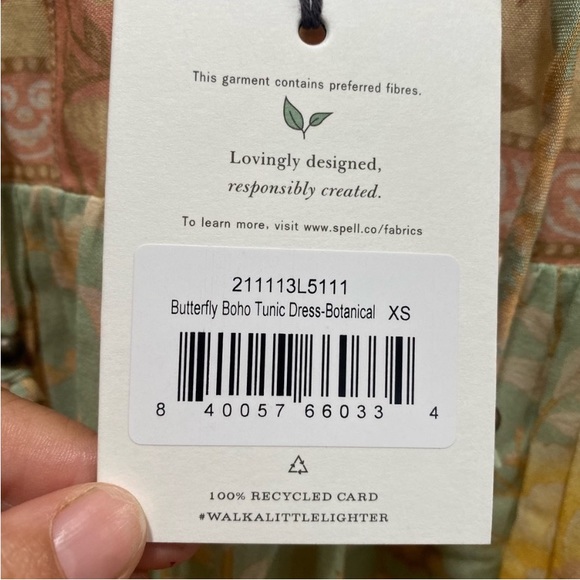 This garment contains preferred fibres.
Lovingly designed,
responsibly created.
To learn more, visit www.spell.co/fabrics
211113L5111
Butterfly Boho Tunic Dress-Botanical XS
8 40057 66033 4
100% RECYCLED CARD
#WALKALITTLELIGHTER